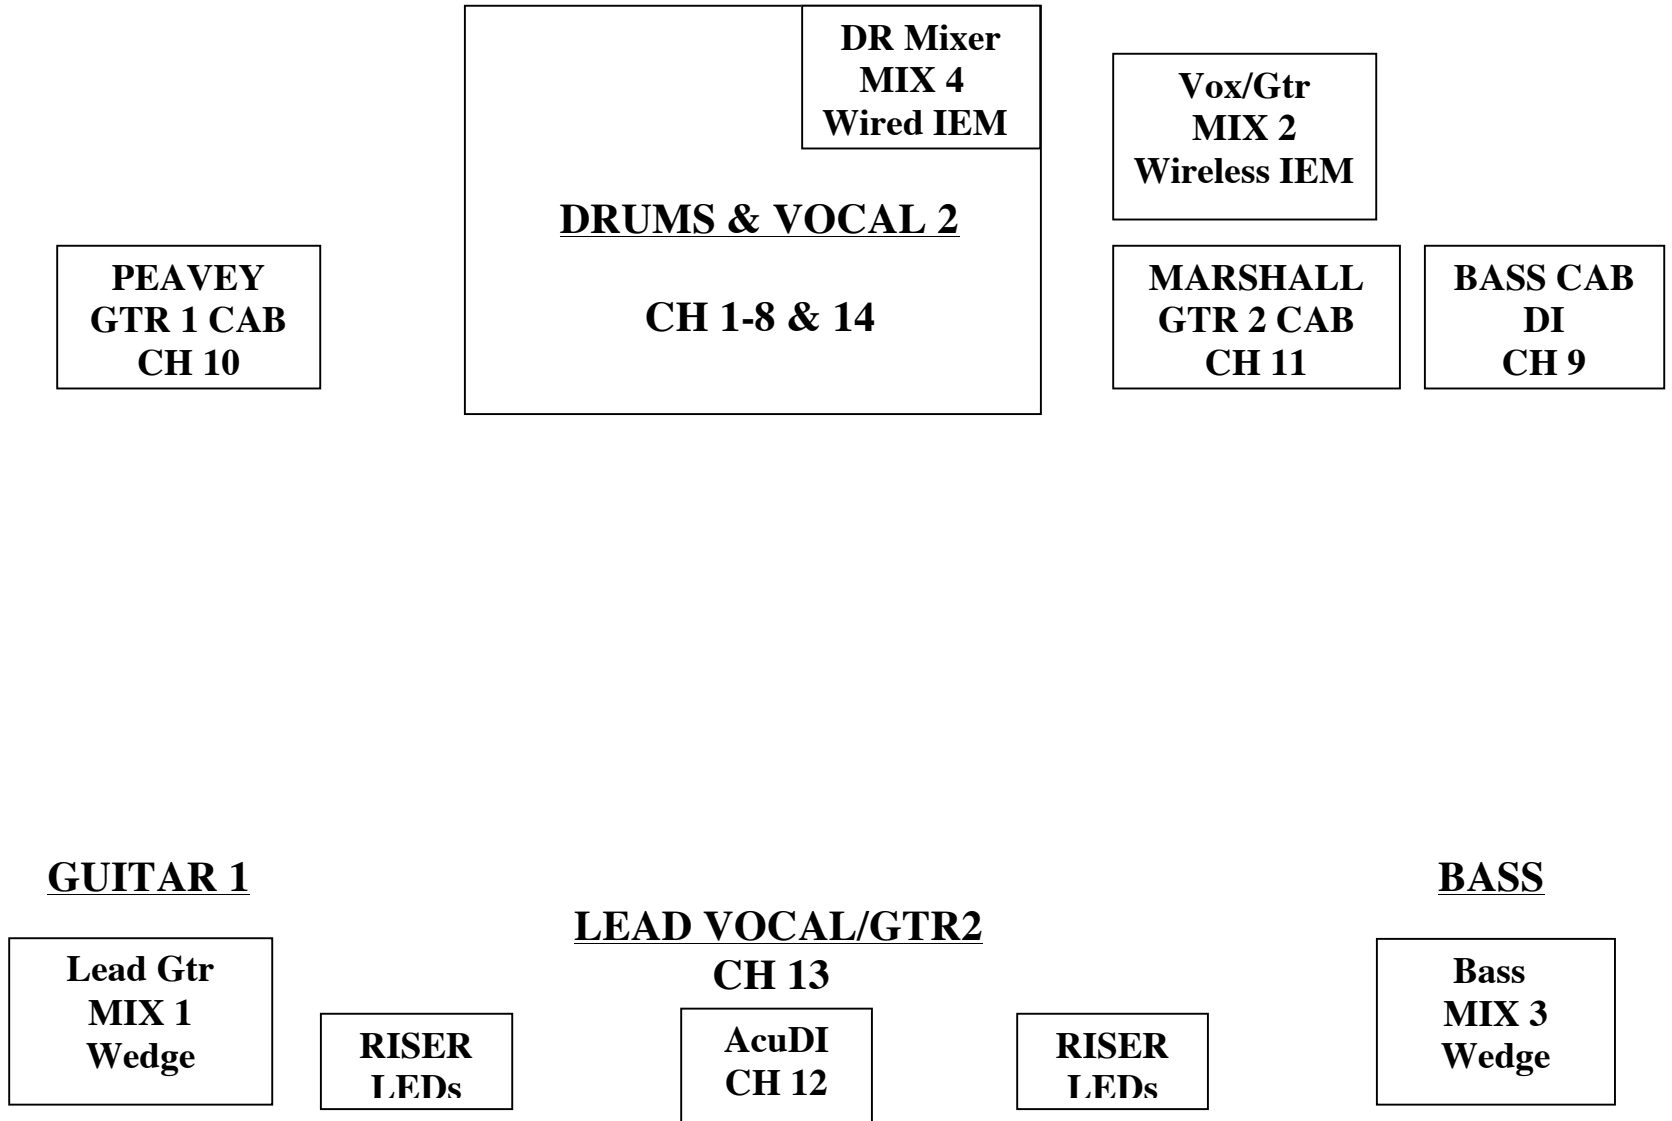 DR Mixer
MIX 4
Wired IEM
Vox/Gtr
MIX 2
Wireless IEM
DRUMS & VOCAL 2
CH 1-8 & 14
PEAVEY
GTR 1 CAB
CH 10
MARSHALL
GTR 2 CAB
CH 11
BASS CAB
DI
CH 9
GUITAR 1
Lead Gtr
MIX 1
Wedge
RISER
LEDs
LEAD VOCAL/GTR2
CH 13
AcuDI
CH 12
RISER
LEDs
BASS
Bass
MIX 3
Wedge